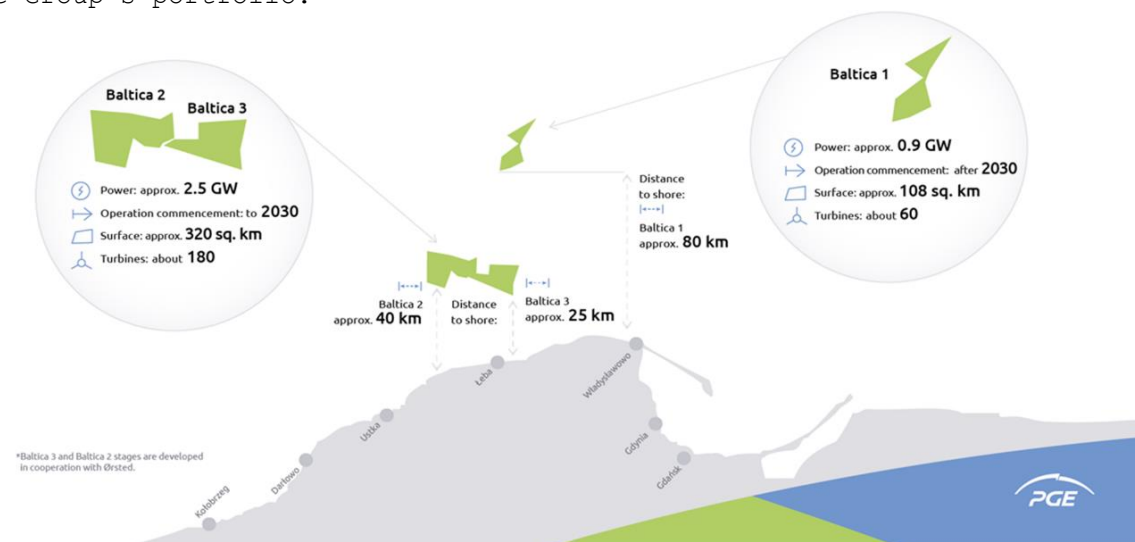 Baltica 2
Baltica 3
Power: approx. 2.5 GW
Operation commencement: to 2030
Surface: approx. 320 sq. km
Turbines: about 180
Baltica 1
Power: approx. 0.9 GW
Operation commencement: after 2030
Surface: approx. 108 sq. km
Turbines: about 60
Distance
to shore:
Baltica 1
approx. 80 km
Baltica 2
approx. 40 km
Distance
to shore:
Baltica 3
approx. 25 km
Łeba
Władysławowo
Ustka
Gdynia
Darłowo
Gdańsk
Kołobrzeg
*Baltica 3 and Baltica 2 stages are developed
in cooperation with Ørsted.
PGE